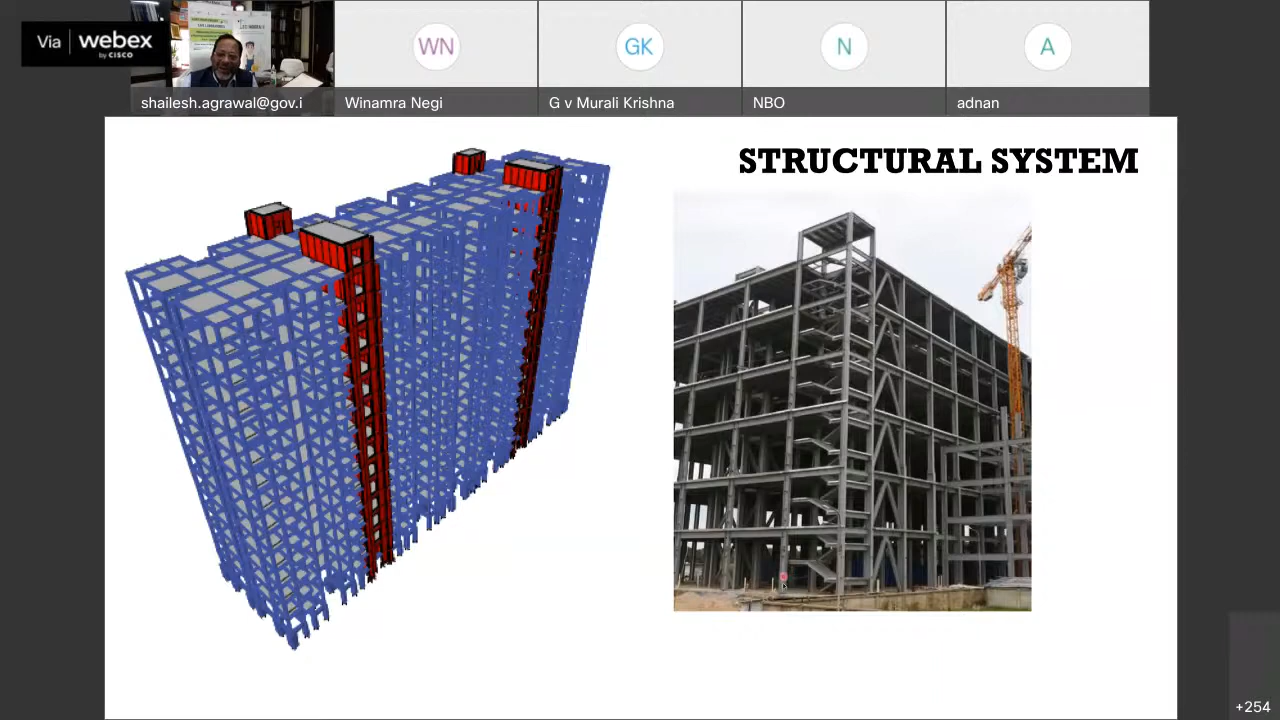 Via webex
by CISCO
shailesh.agrawal@gov.i
WN
Winamra Negi
GK
G v Murali Krishna
N
NBO
A
adnan
STRUCTURAL SYSTEM
+254